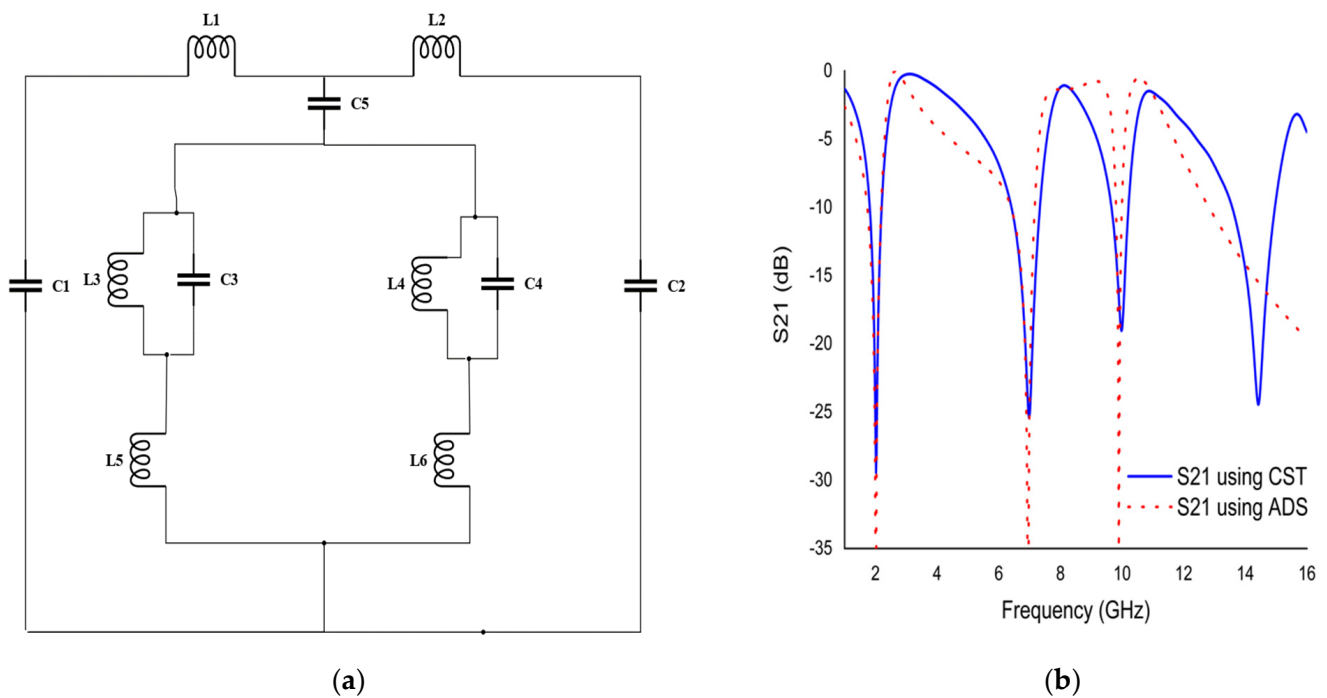 L1
L2
C5
L3
C3
L4
C4
C1
C2
L5
L6
(a)
S21 (dB)
0
-5
-10
-15
-20
-25
-30
-35
2
4
6
8
10
12
14
16
Frequency (GHz)
S21 using CST
S21 using ADS
(b)